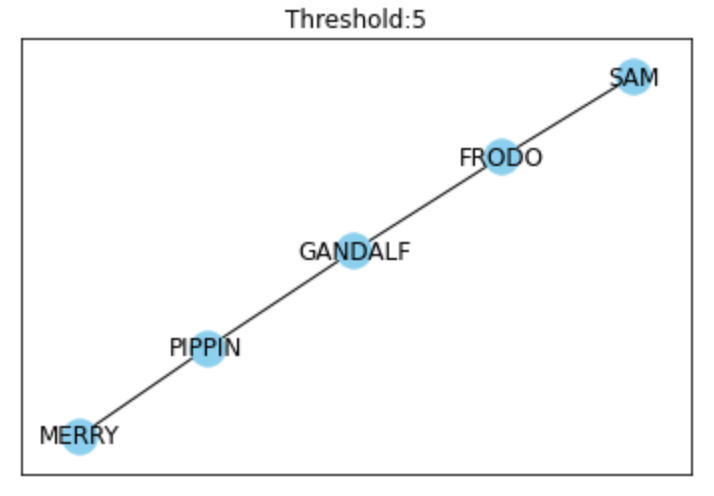 Threshold:5
SAM
FRODO
GANDALF
PIPPIN
MERRY